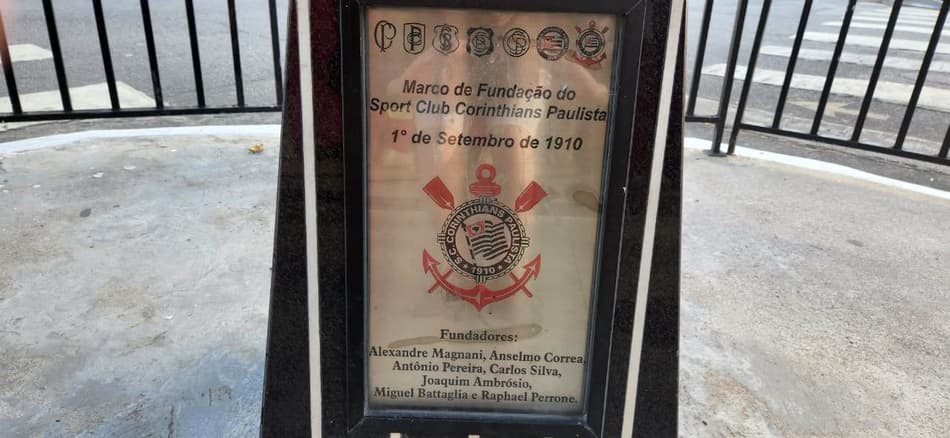 Marco de Fundação do
Sport Club Corinthians Paulista
1° de Setembro de 1910
S.C. CORINTHIANS PAULISTA
1910
Fundadores:
Alexandre Magnani, Anselmo Correa,
Antônio Pereira, Carlos Silva,
Joaquim Ambrósio,
Miguel Battaglia e Raphael Perrone.